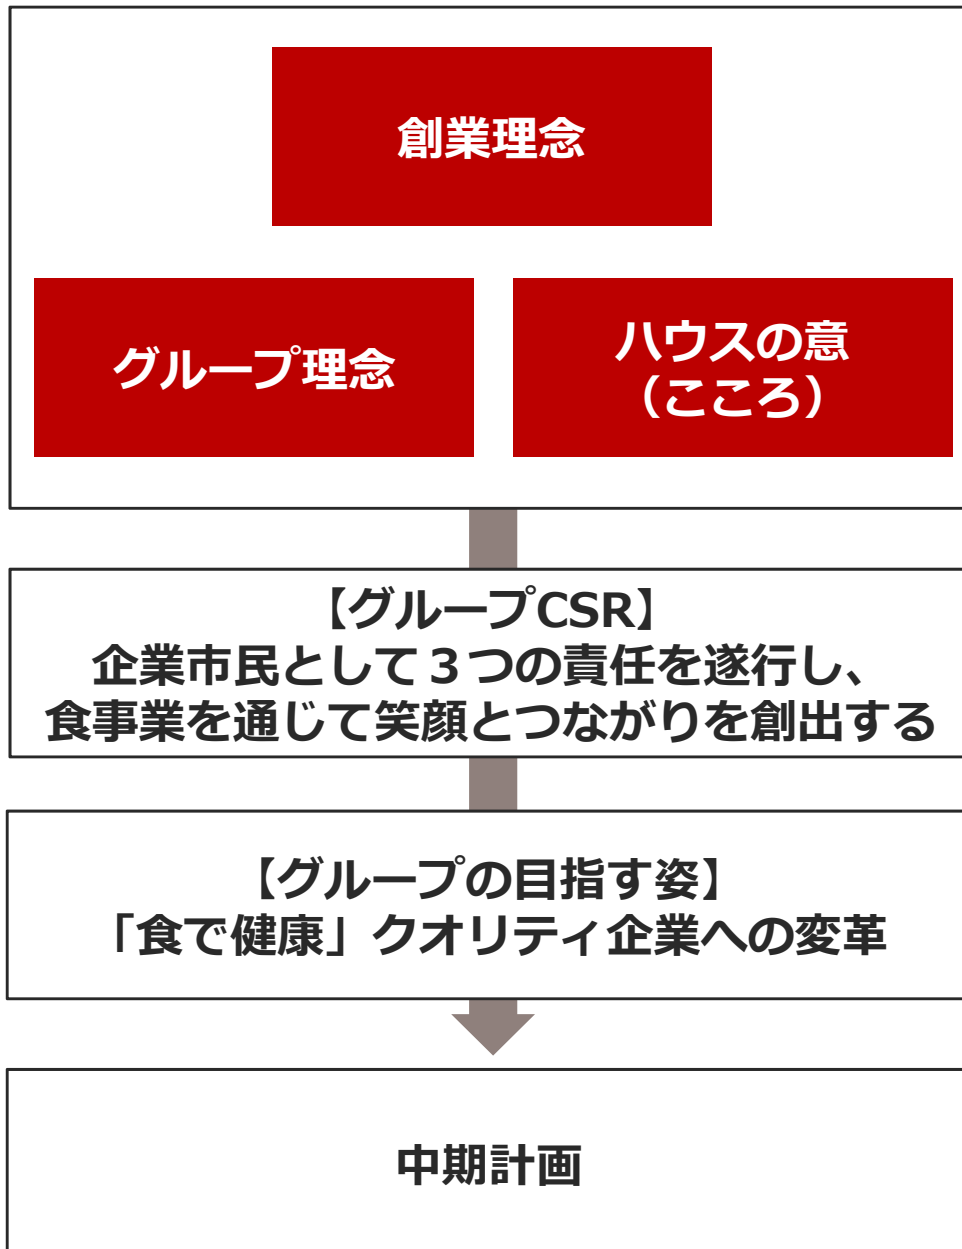 創業理念
グループ理念
ハウスの意
（こころ）
【グループCSR】
企業市民として３つの責任を遂行し、
食事業を通じて笑顔とつながりを創出する
【グループの目指す姿】
「食で健康」クオリティ企業への変革
中期計画